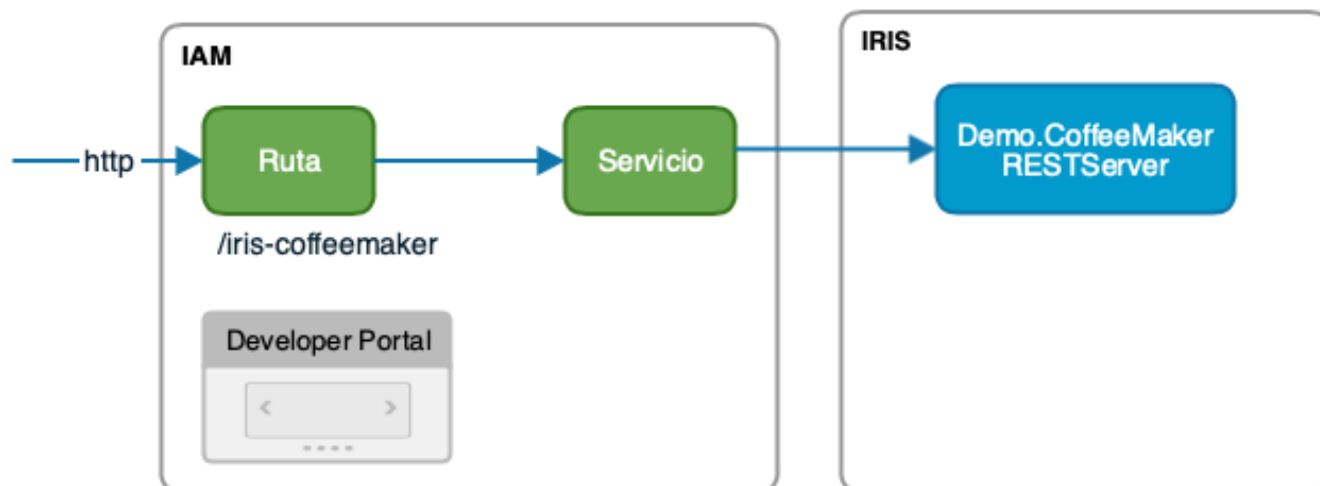 IAM
IRIS
http
Ruta
Servicio
Demo.CoffeeMaker
RESTServer
/iris-coffeemaker
Developer Portal